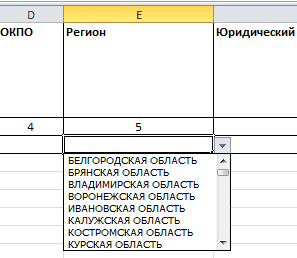 D E
ОКПО Регион Юридический
4 5
БЕЛГОРОДСКАЯ ОБЛАСТЬ
БРЯНСКАЯ ОБЛАСТЬ
ВЛАДИМИРСКАЯ ОБЛАСТЬ
ВОРОНЕЖСКАЯ ОБЛАСТЬ
ИВАНОВСКАЯ ОБЛАСТЬ
КАЛУЖСКАЯ ОБЛАСТЬ
КОСТРОМСКАЯ ОБЛАСТЬ
КУРСКАЯ ОБЛАСТЬ